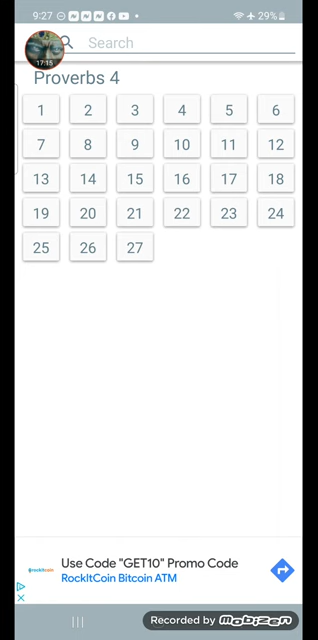 9:27
29%
Search
17:15
Proverbs 4
1 2 3 4 5 6
7 8 9 10 11 12
13 14 15 16 17 18
19 20 21 22 23 24
25 26 27
Use Code "GET10" Promo Code
rockitcoin
RockItCoin Bitcoin ATM
Recorded by MOBIZEN